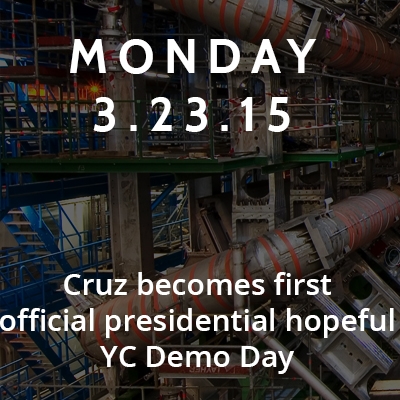 MONDAY
3.23.15
Cruz becomes first
official presidential hopeful
YC Demo Day